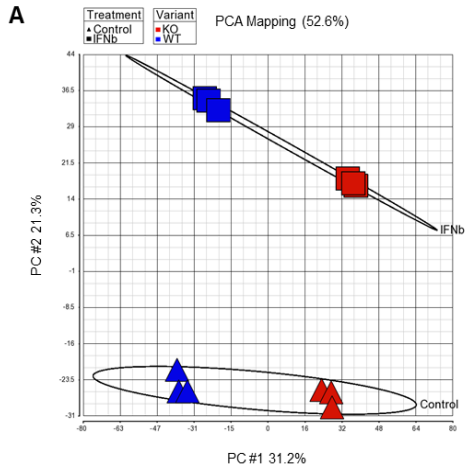 A
Treatment Variant
Control KO
IFNb WT
PCA Mapping (52.6%)
44
36.5
29
21.5
14
6.5
-1
-8.5
-16
-23.5
-31
PC #2 21.3%
IFNb
Control
-80 -63 -47 -31 -15 0 16 32 48 64 80
PC #1 31.2%